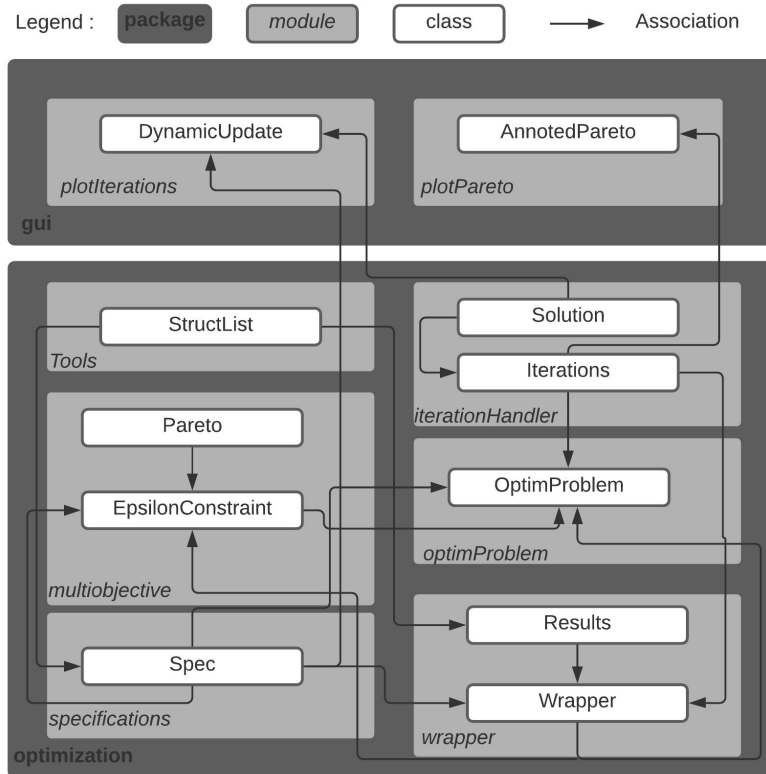 Legend : package module class Association
DynamicUpdate
plotIterations
AnnotedPareto
plotPareto
gui
StructList
Tools
Solution
Iterations
iterationHandler
Pareto
EpsilonConstraint
multiobjective
OptimProblem
optimProblem
Spec
specifications
Results
Wrapper
wrapper
optimization